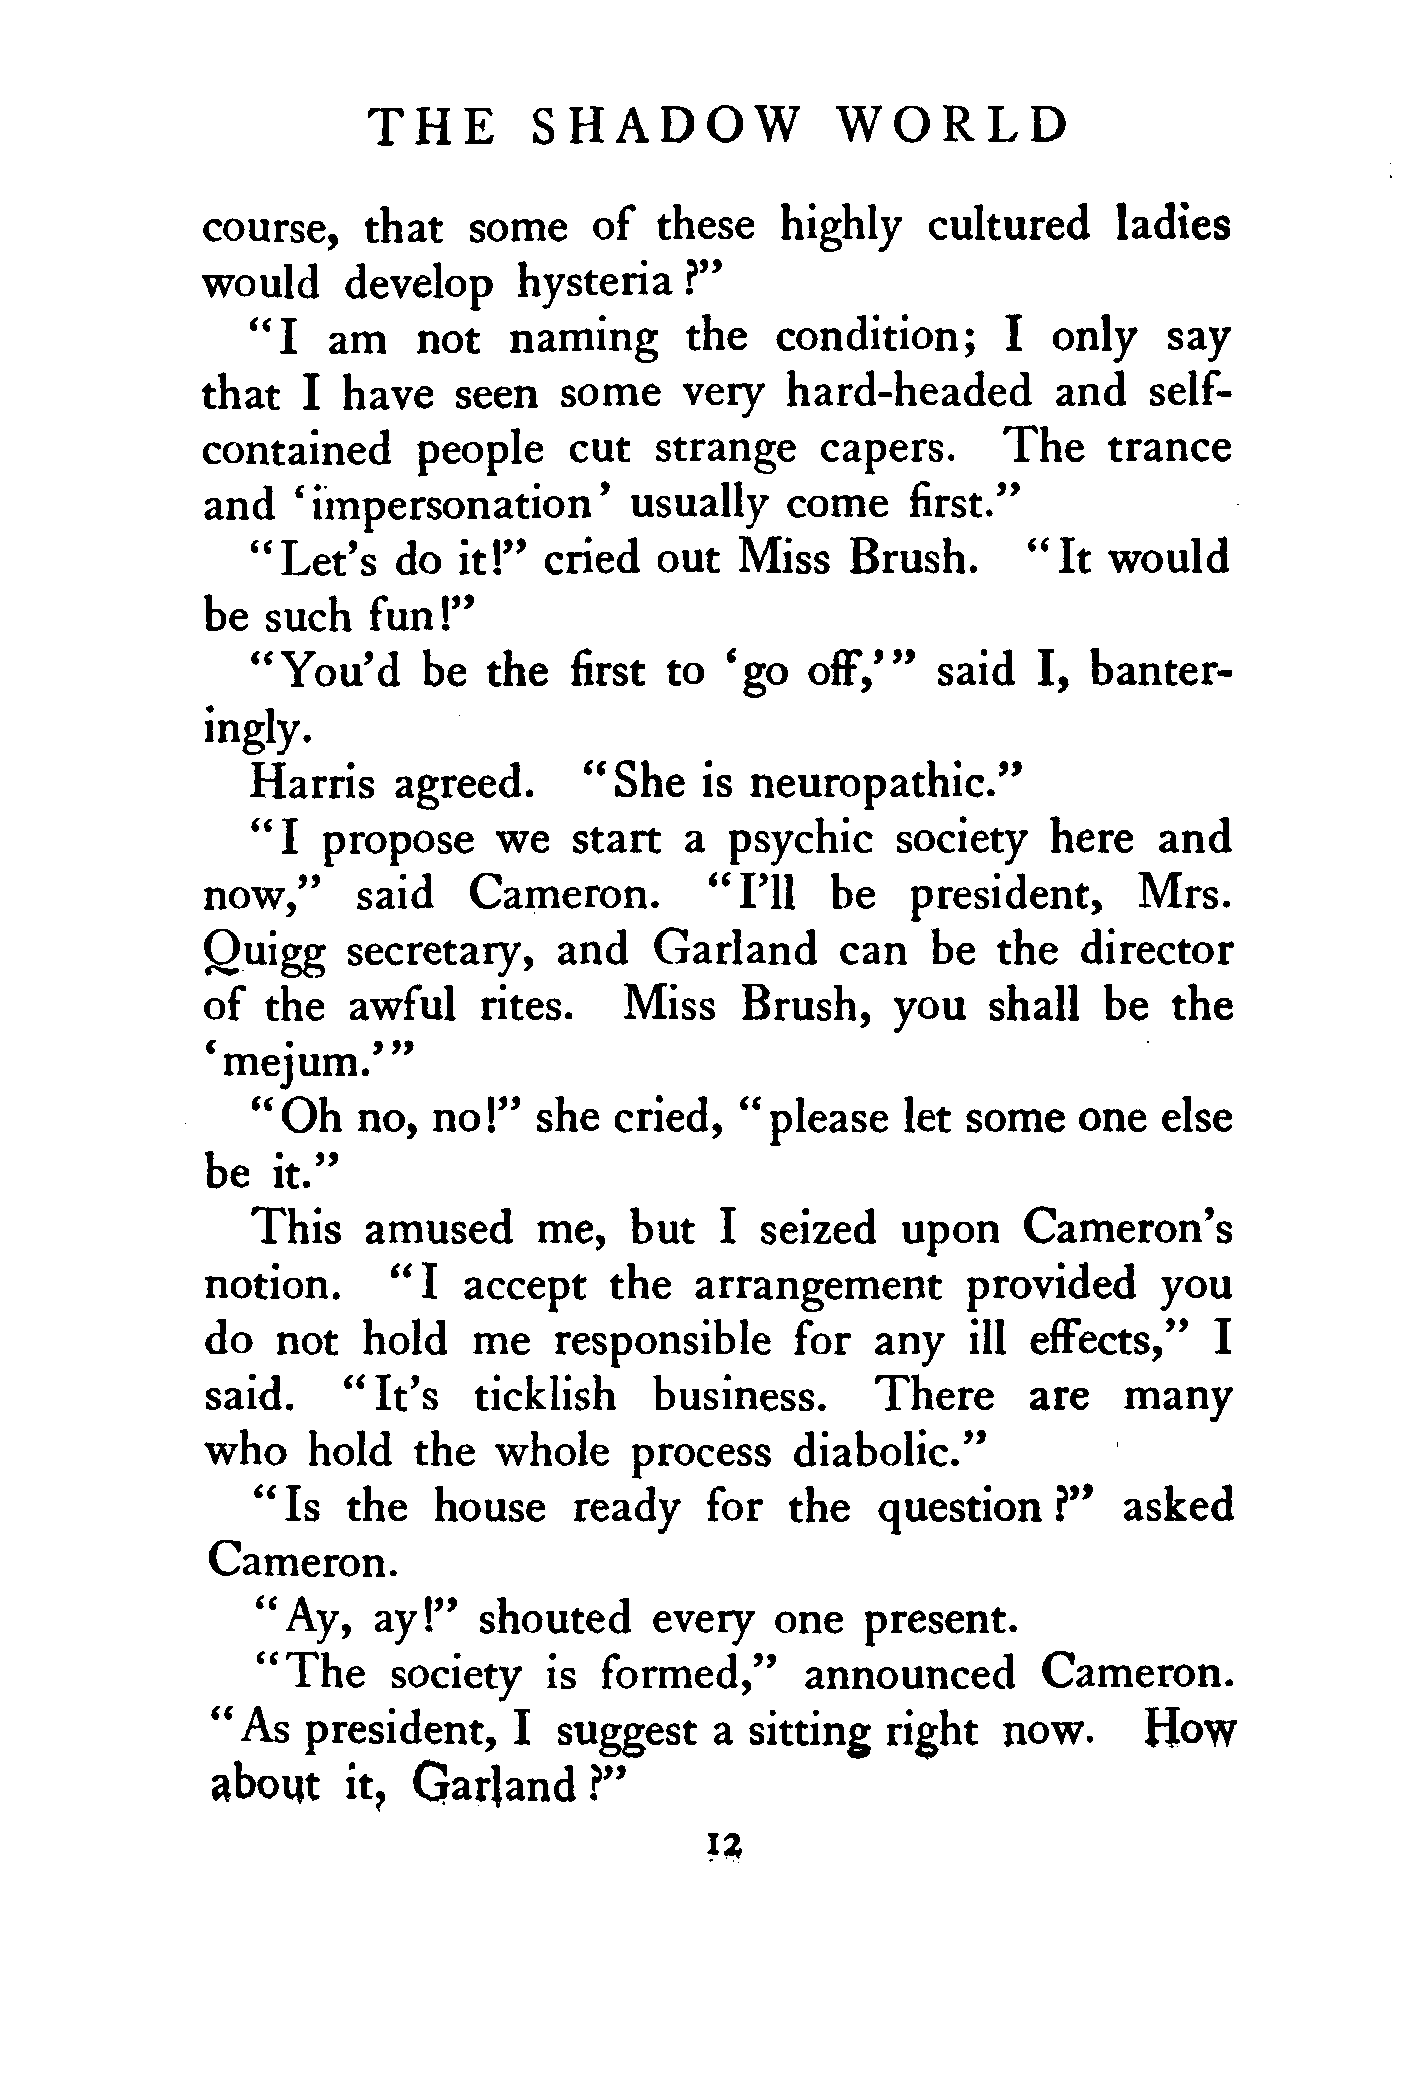 THE SHADOW WORLD
course, that some of these highly cultured ladies
would develop hysteria?”
“I am not naming the condition; I only say
that I have seen some very hard-headed and self-
contained people cut strange capers. The trance
and ‘impersonation’ usually come first.”
“Let’s do it!” cried out Miss Brush. “It would
be such fun!”
“You’d be the first to ‘go off,’” said I, banter-
ingly.
Harris agreed. “She is neuropathic.”
“I propose we start a psychic society here and
now,” said Cameron. “I’ll be president, Mrs.
Quigg secretary, and Garland can be the director
of the awful rites. Miss Brush, you shall be the
‘mejum.’”
“Oh no, no!” she cried, “please let some one else
be it.”
This amused me, but I seized upon Cameron’s
notion. “I accept the arrangement provided you
do not hold me responsible for any ill effects,” I
said. “It’s ticklish business. There are many
who hold the whole process diabolic.”
“Is the house ready for the question?” asked
Cameron.
“Ay, ay!” shouted every one present.
“The society is formed,” announced Cameron.
“As president, I suggest a sitting right now. How
about it, Garland?”
12